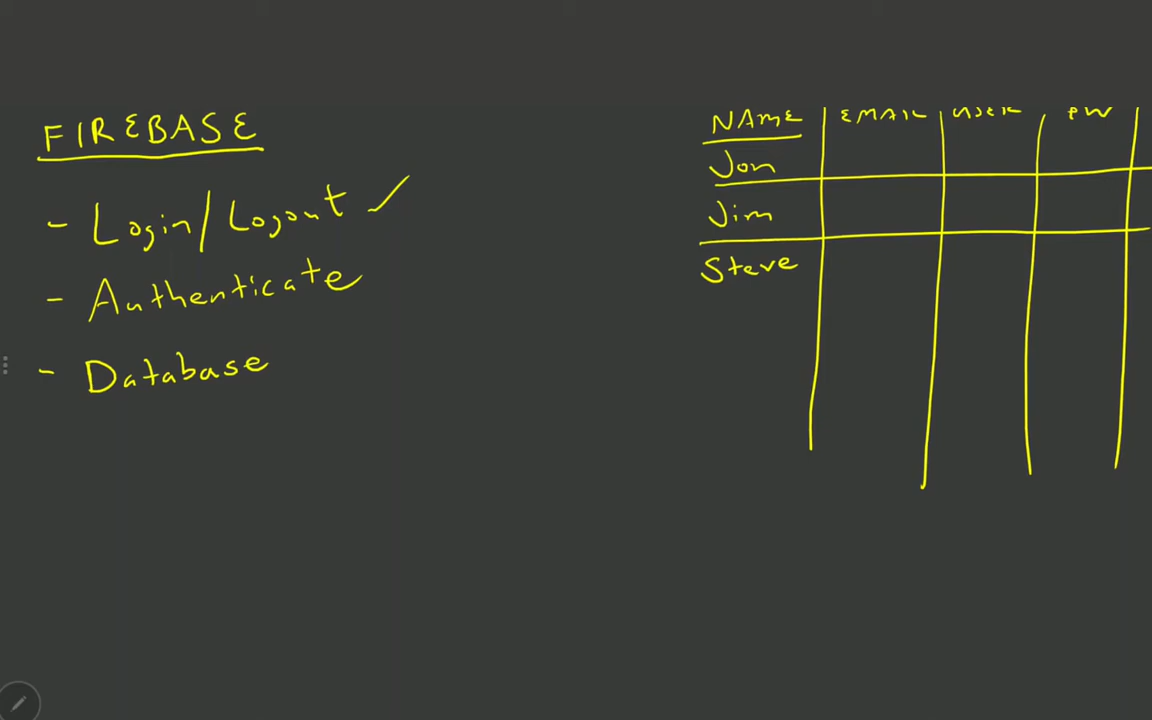 FIREBASE
- Login/Logout ✓
- Authenticate
- Database
NAME EMAIL USER PW
Jon
Jim
Steve